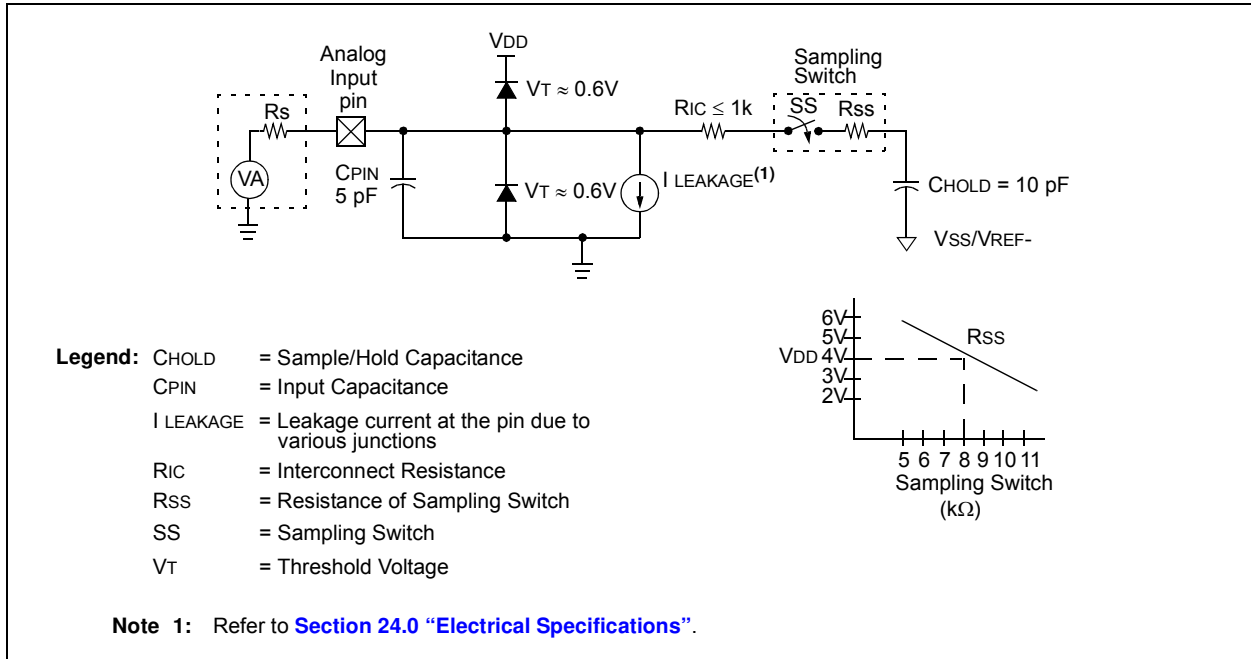 VDD
Analog
Input
pin
Sampling
Switch
Rs
VT ≈ 0.6V
RIC ≤ 1k
SS
Rss
VA
CPIN
5 pF
VT ≈ 0.6V
I LEAKAGE(1)
CHOLD = 10 pF
VSS/VREF-
6V
5V
VDD 4V
3V
2V
RSS
5 6 7 8 9 10 11
Sampling Switch
(kΩ)
Legend: CHOLD = Sample/Hold Capacitance
CPIN = Input Capacitance
I LEAKAGE = Leakage current at the pin due to
various junctions
RIC = Interconnect Resistance
RSS = Resistance of Sampling Switch
SS = Sampling Switch
VT = Threshold Voltage
Note 1: Refer to Section 24.0 “Electrical Specifications”.